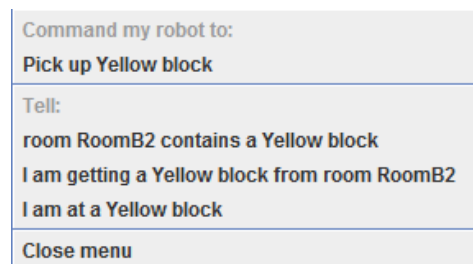 Command my robot to:
Pick up Yellow block
Tell:
room RoomB2 contains a Yellow block
I am getting a Yellow block from room RoomB2
I am at a Yellow block
Close menu